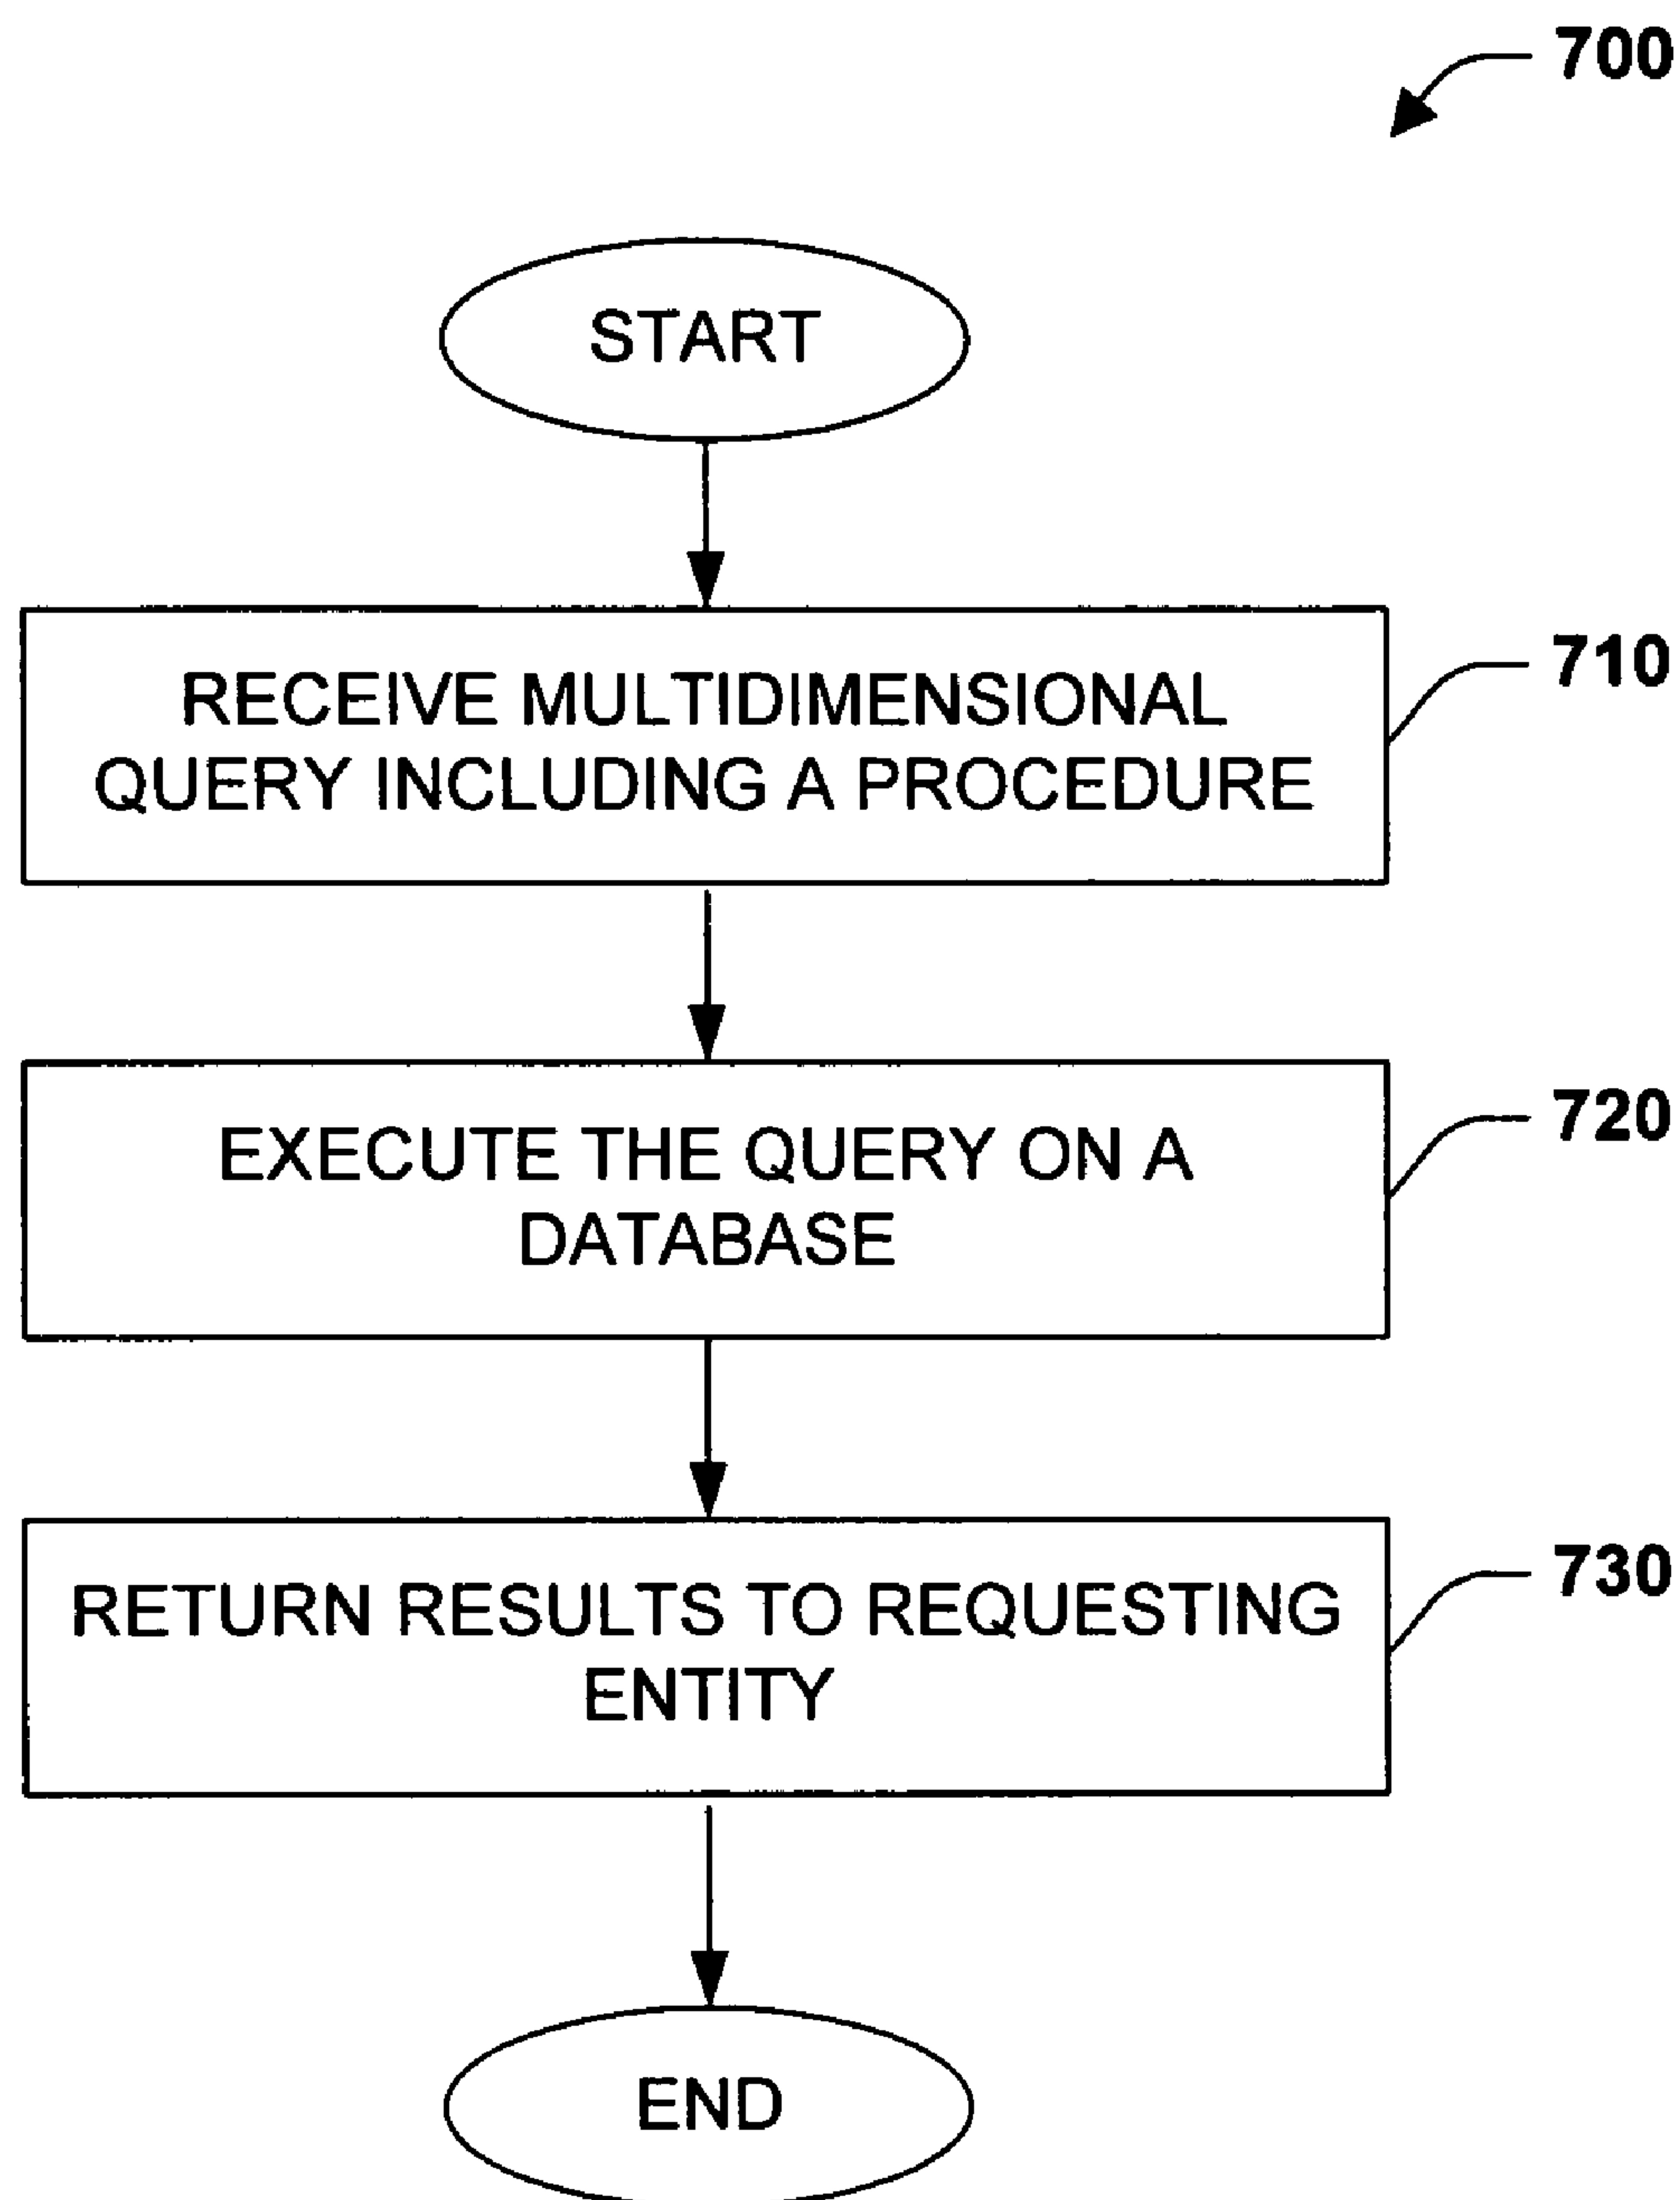 700
START
RECEIVE MULTIDIMENSIONAL
QUERY INCLUDING A PROCEDURE
710
EXECUTE THE QUERY ON A
DATABASE
720
RETURN RESULTS TO REQUESTING
ENTITY
730
END